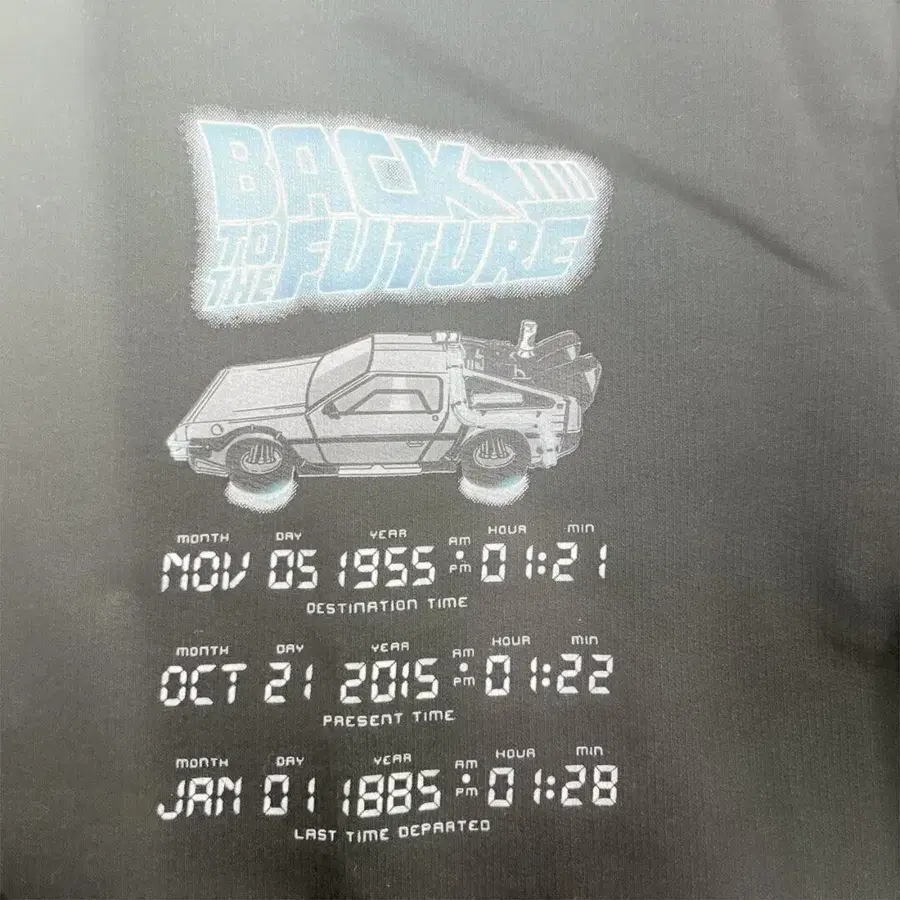 BACK
TO THE FUTURE
MONTH DAY YEAR AM PM HOUR MIN
NOV 05 1955 01:21
DESTINATION TIME
MONTH DAY YEAR AM PM HOUR MIN
OCT 21 2015 01:22
PRESENT TIME
MONTH DAY YEAR AM PM HOUR MIN
JAN 01 1885 01:28
LAST TIME DEPARTED